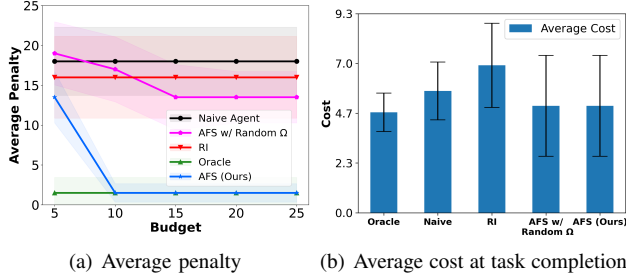 25
20
15
10
5
0
Average Penalty
Naive Agent
AFS w/ Random Ω
RI
Oracle
AFS (Ours)
5 10 15 20 25
Budget
(a) Average penalty
9.3
7.0
4.7
2.3
0.0
Cost
Average Cost
Oracle Naive RI AFS w/ Random Ω AFS (Ours)
(b) Average cost at task completion